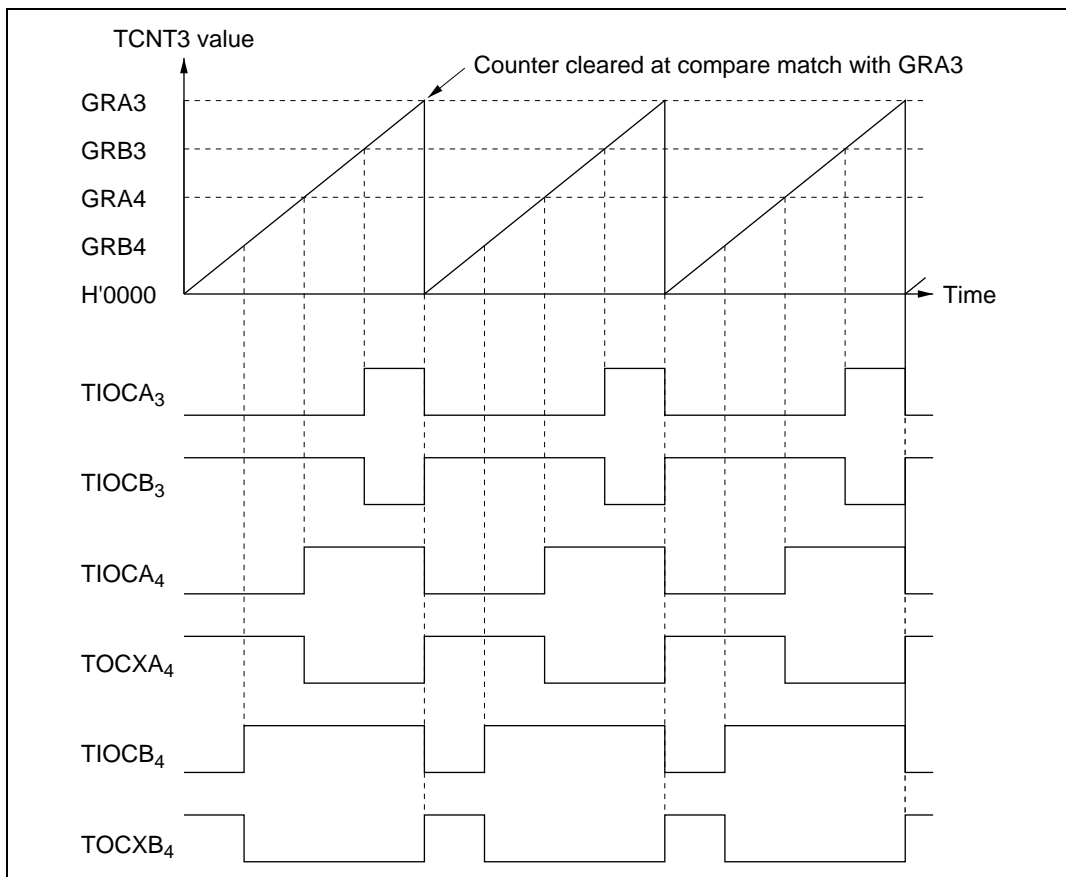 TCNT3 value
Counter cleared at compare match with GRA3
GRA3
GRB3
GRA4
GRB4
H'0000
Time
TIOCA3
TIOCB3
TIOCA4
TOCXA4
TIOCB4
TOCXB4